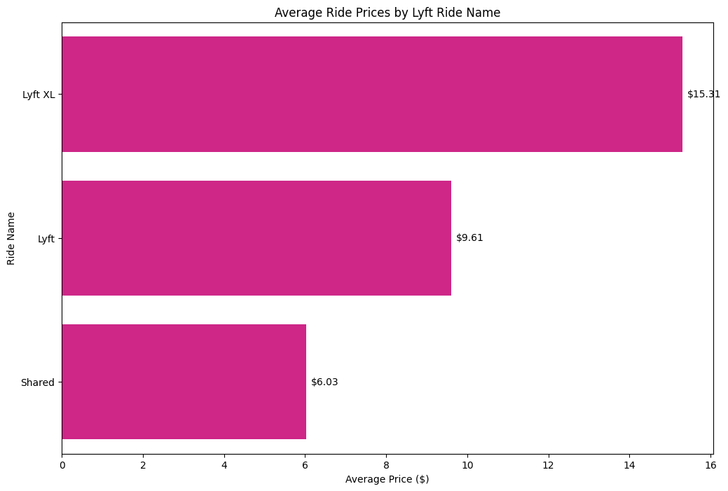 Average Ride Prices by Lyft Ride Name
Lyft XL
$15.31
Lyft
$9.61
Shared
$6.03
Ride Name
0 2 4 6 8 10 12 14 16
Average Price ($)